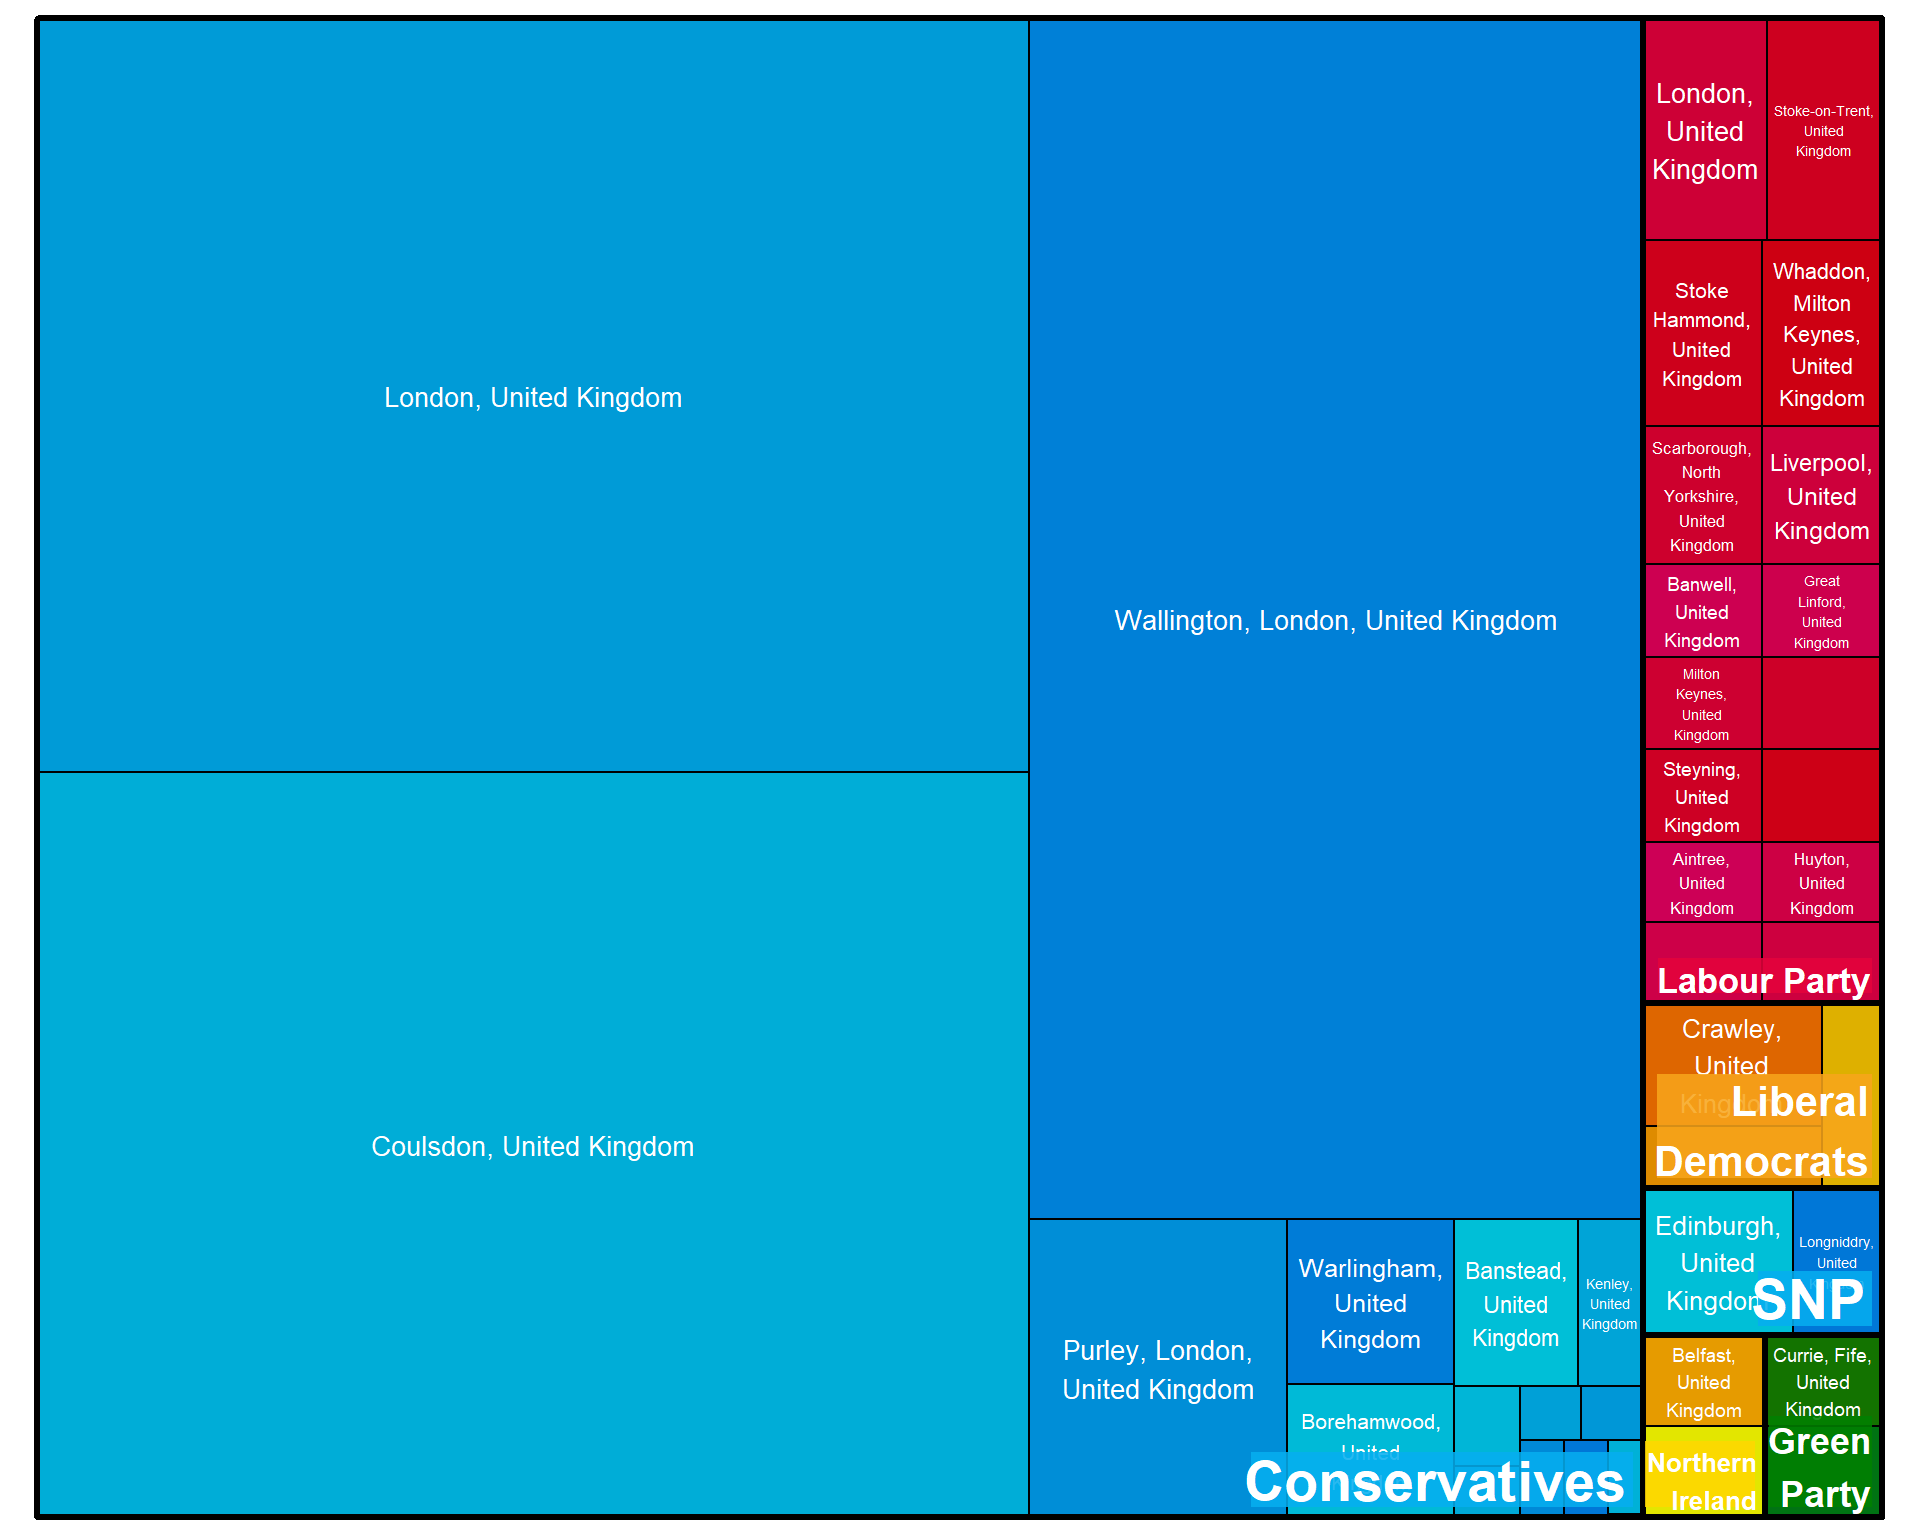 London, United Kingdom
Coulsdon, United Kingdom
Wallington, London, United Kingdom
Purley, London,
United Kingdom
Warlingham,
United
Kingdom
Borehamwood,
United
Banstead,
United
Kingdom
Kenley,
United
Kingdom
Conservatives
London,
United
Kingdom
Stoke-on-Trent,
United
Kingdom
Stoke
Hammond,
United
Kingdom
Whaddon,
Milton
Keynes,
United
Kingdom
Scarborough,
North
Yorkshire,
United
Kingdom
Liverpool,
United
Kingdom
Banwell,
United
Kingdom
Great
Linford,
United
Kingdom
Milton
Keynes,
United
Kingdom
Steyning,
United
Kingdom
Aintree,
United
Kingdom
Huyton,
United
Kingdom
Labour Party
Crawley,
United
Kingdom
Liberal
Democrats
Edinburgh,
United
Kingdom
Longniddry,
United
SNP
Belfast,
United
Kingdom
Northern
Ireland
Currie, Fife,
United
Kingdom
Green
Party